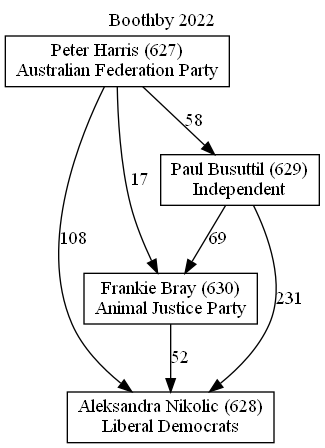 Boothby 2022
Peter Harris (627)
Australian Federation Party
58
Paul Busuttil (629)
Independent
17
108
69
Frankie Bray (630)
Animal Justice Party
231
52
Aleksandra Nikolic (628)
Liberal Democrats